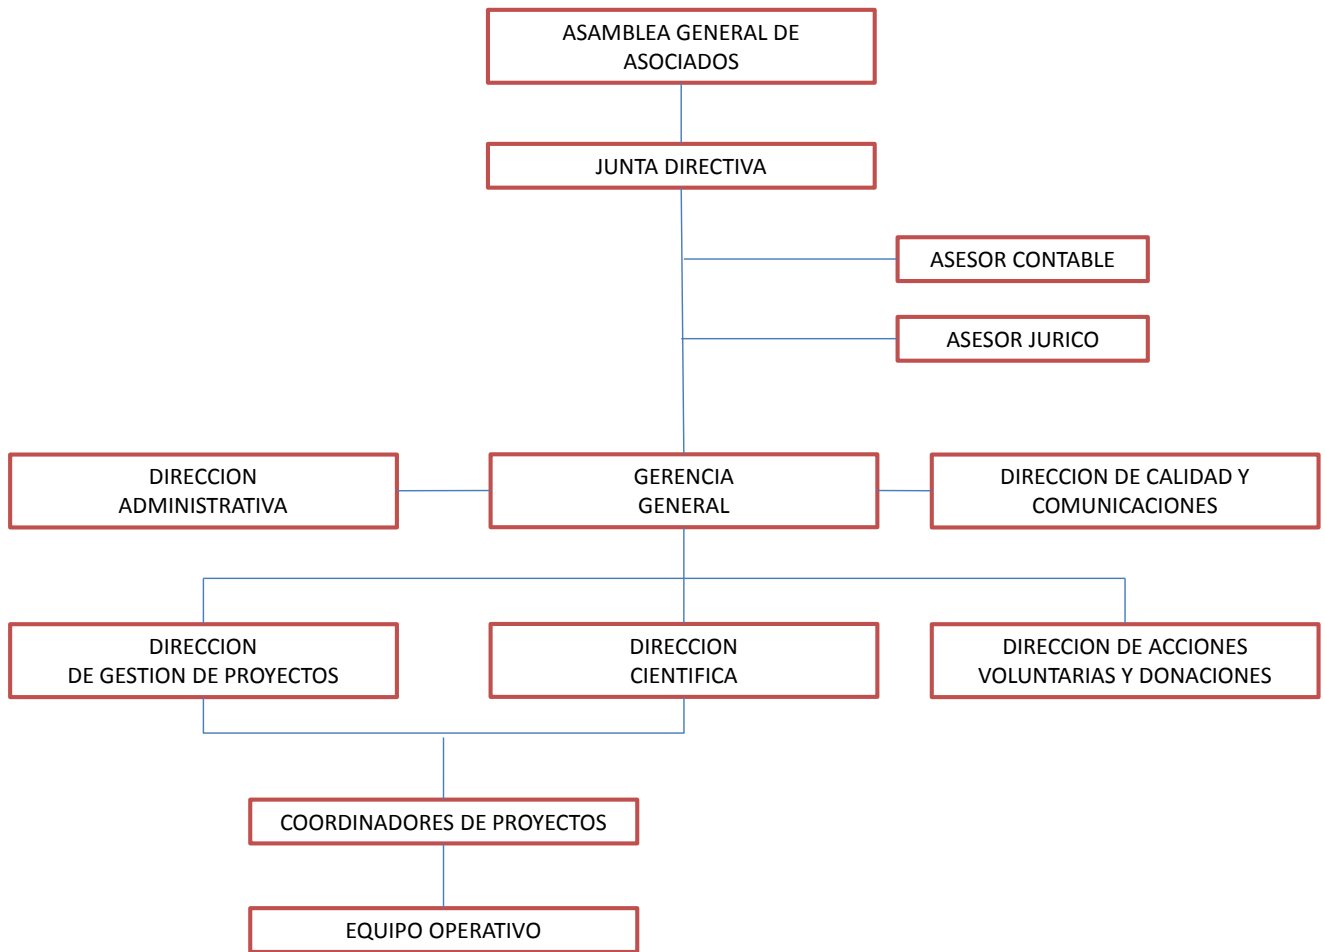 ASAMBLEA GENERAL DE
ASOCIADOS
JUNTA DIRECTIVA
ASESOR CONTABLE
ASESOR JURICO
DIRECCION
ADMINISTRATIVA
GERENCIA
GENERAL
DIRECCION DE CALIDAD Y
COMUNICACIONES
DIRECCION
DE GESTION DE PROYECTOS
DIRECCION
CIENTIFICA
DIRECCION DE ACCIONES
VOLUNTARIAS Y DONACIONES
COORDINADORES DE PROYECTOS
EQUIPO OPERATIVO